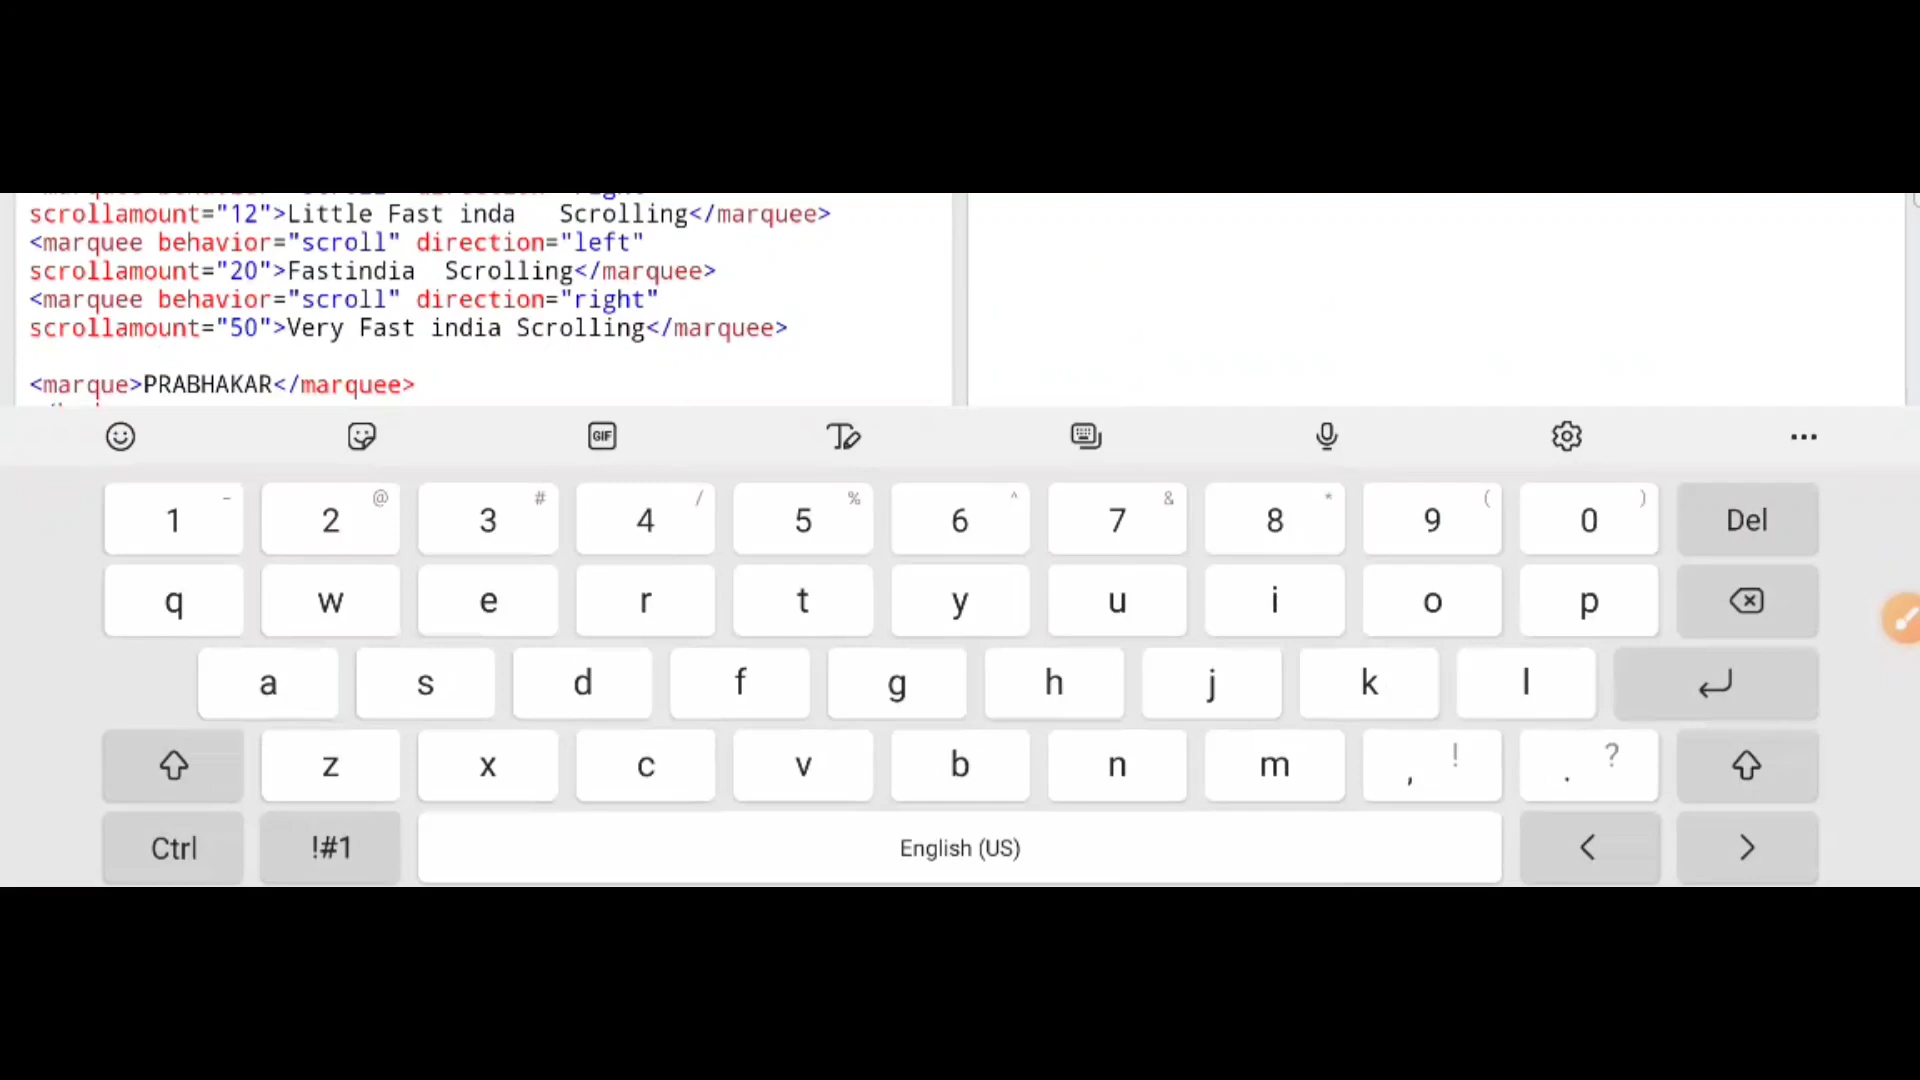 scrollamount="12">Little Fast inda   Scrolling</marquee>
<marquee behavior="scroll" direction="left"
scrollamount="20">Fastindia  Scrolling</marquee>
<marquee behavior="scroll" direction="right"
scrollamount="50">Very Fast india Scrolling</marquee>
<marque>PRABHAKAR</marquee>
GIF
1 - 2 @ 3 # 4 / 5 % 6 ^ 7 & 8 * 9 ( 0 ) Del
q w e r t y u i o p
a s d f g h j k l
z x c v b n m , ! . ?
Ctrl !#1 English (US) < >